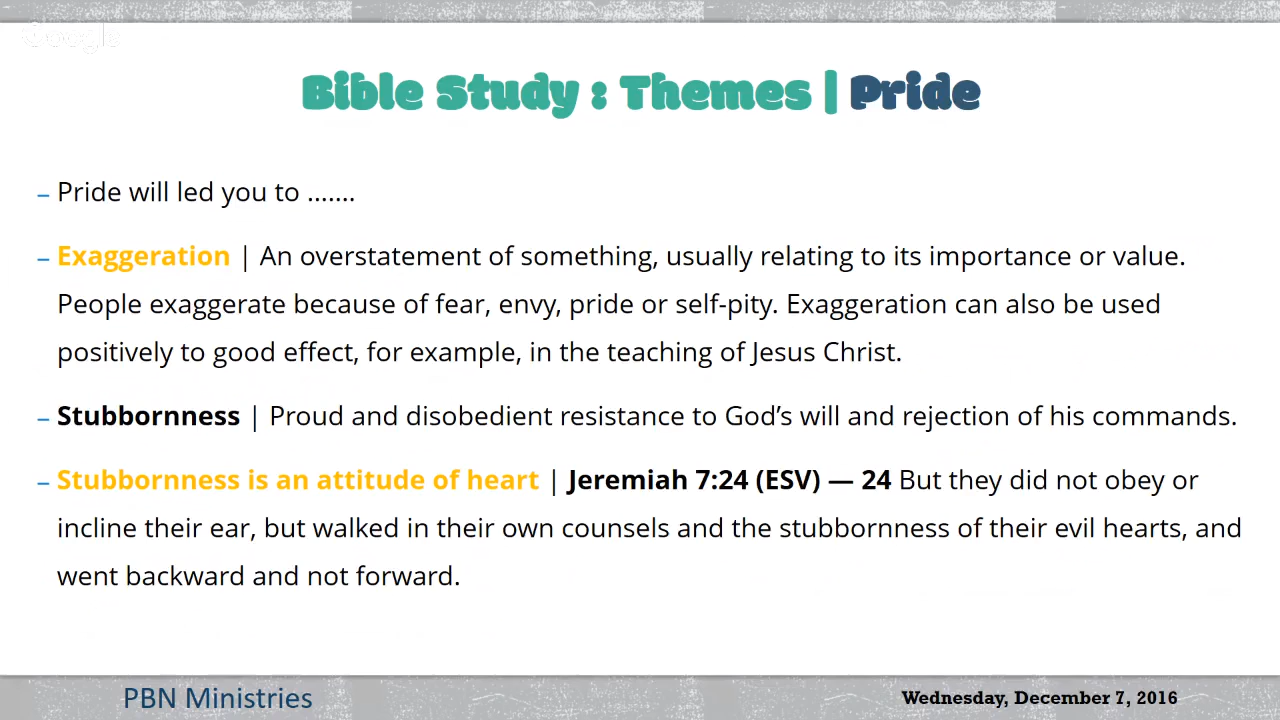 Google
Bible Study : Themes | Pride
– Pride will led you to .......
– Exaggeration | An overstatement of something, usually relating to its importance or value.
People exaggerate because of fear, envy, pride or self-pity. Exaggeration can also be used
positively to good effect, for example, in the teaching of Jesus Christ.
– Stubbornness | Proud and disobedient resistance to God’s will and rejection of his commands.
– Stubbornness is an attitude of heart | Jeremiah 7:24 (ESV) — 24 But they did not obey or
incline their ear, but walked in their own counsels and the stubbornness of their evil hearts, and
went backward and not forward.
PBN Ministries
Wednesday, December 7, 2016